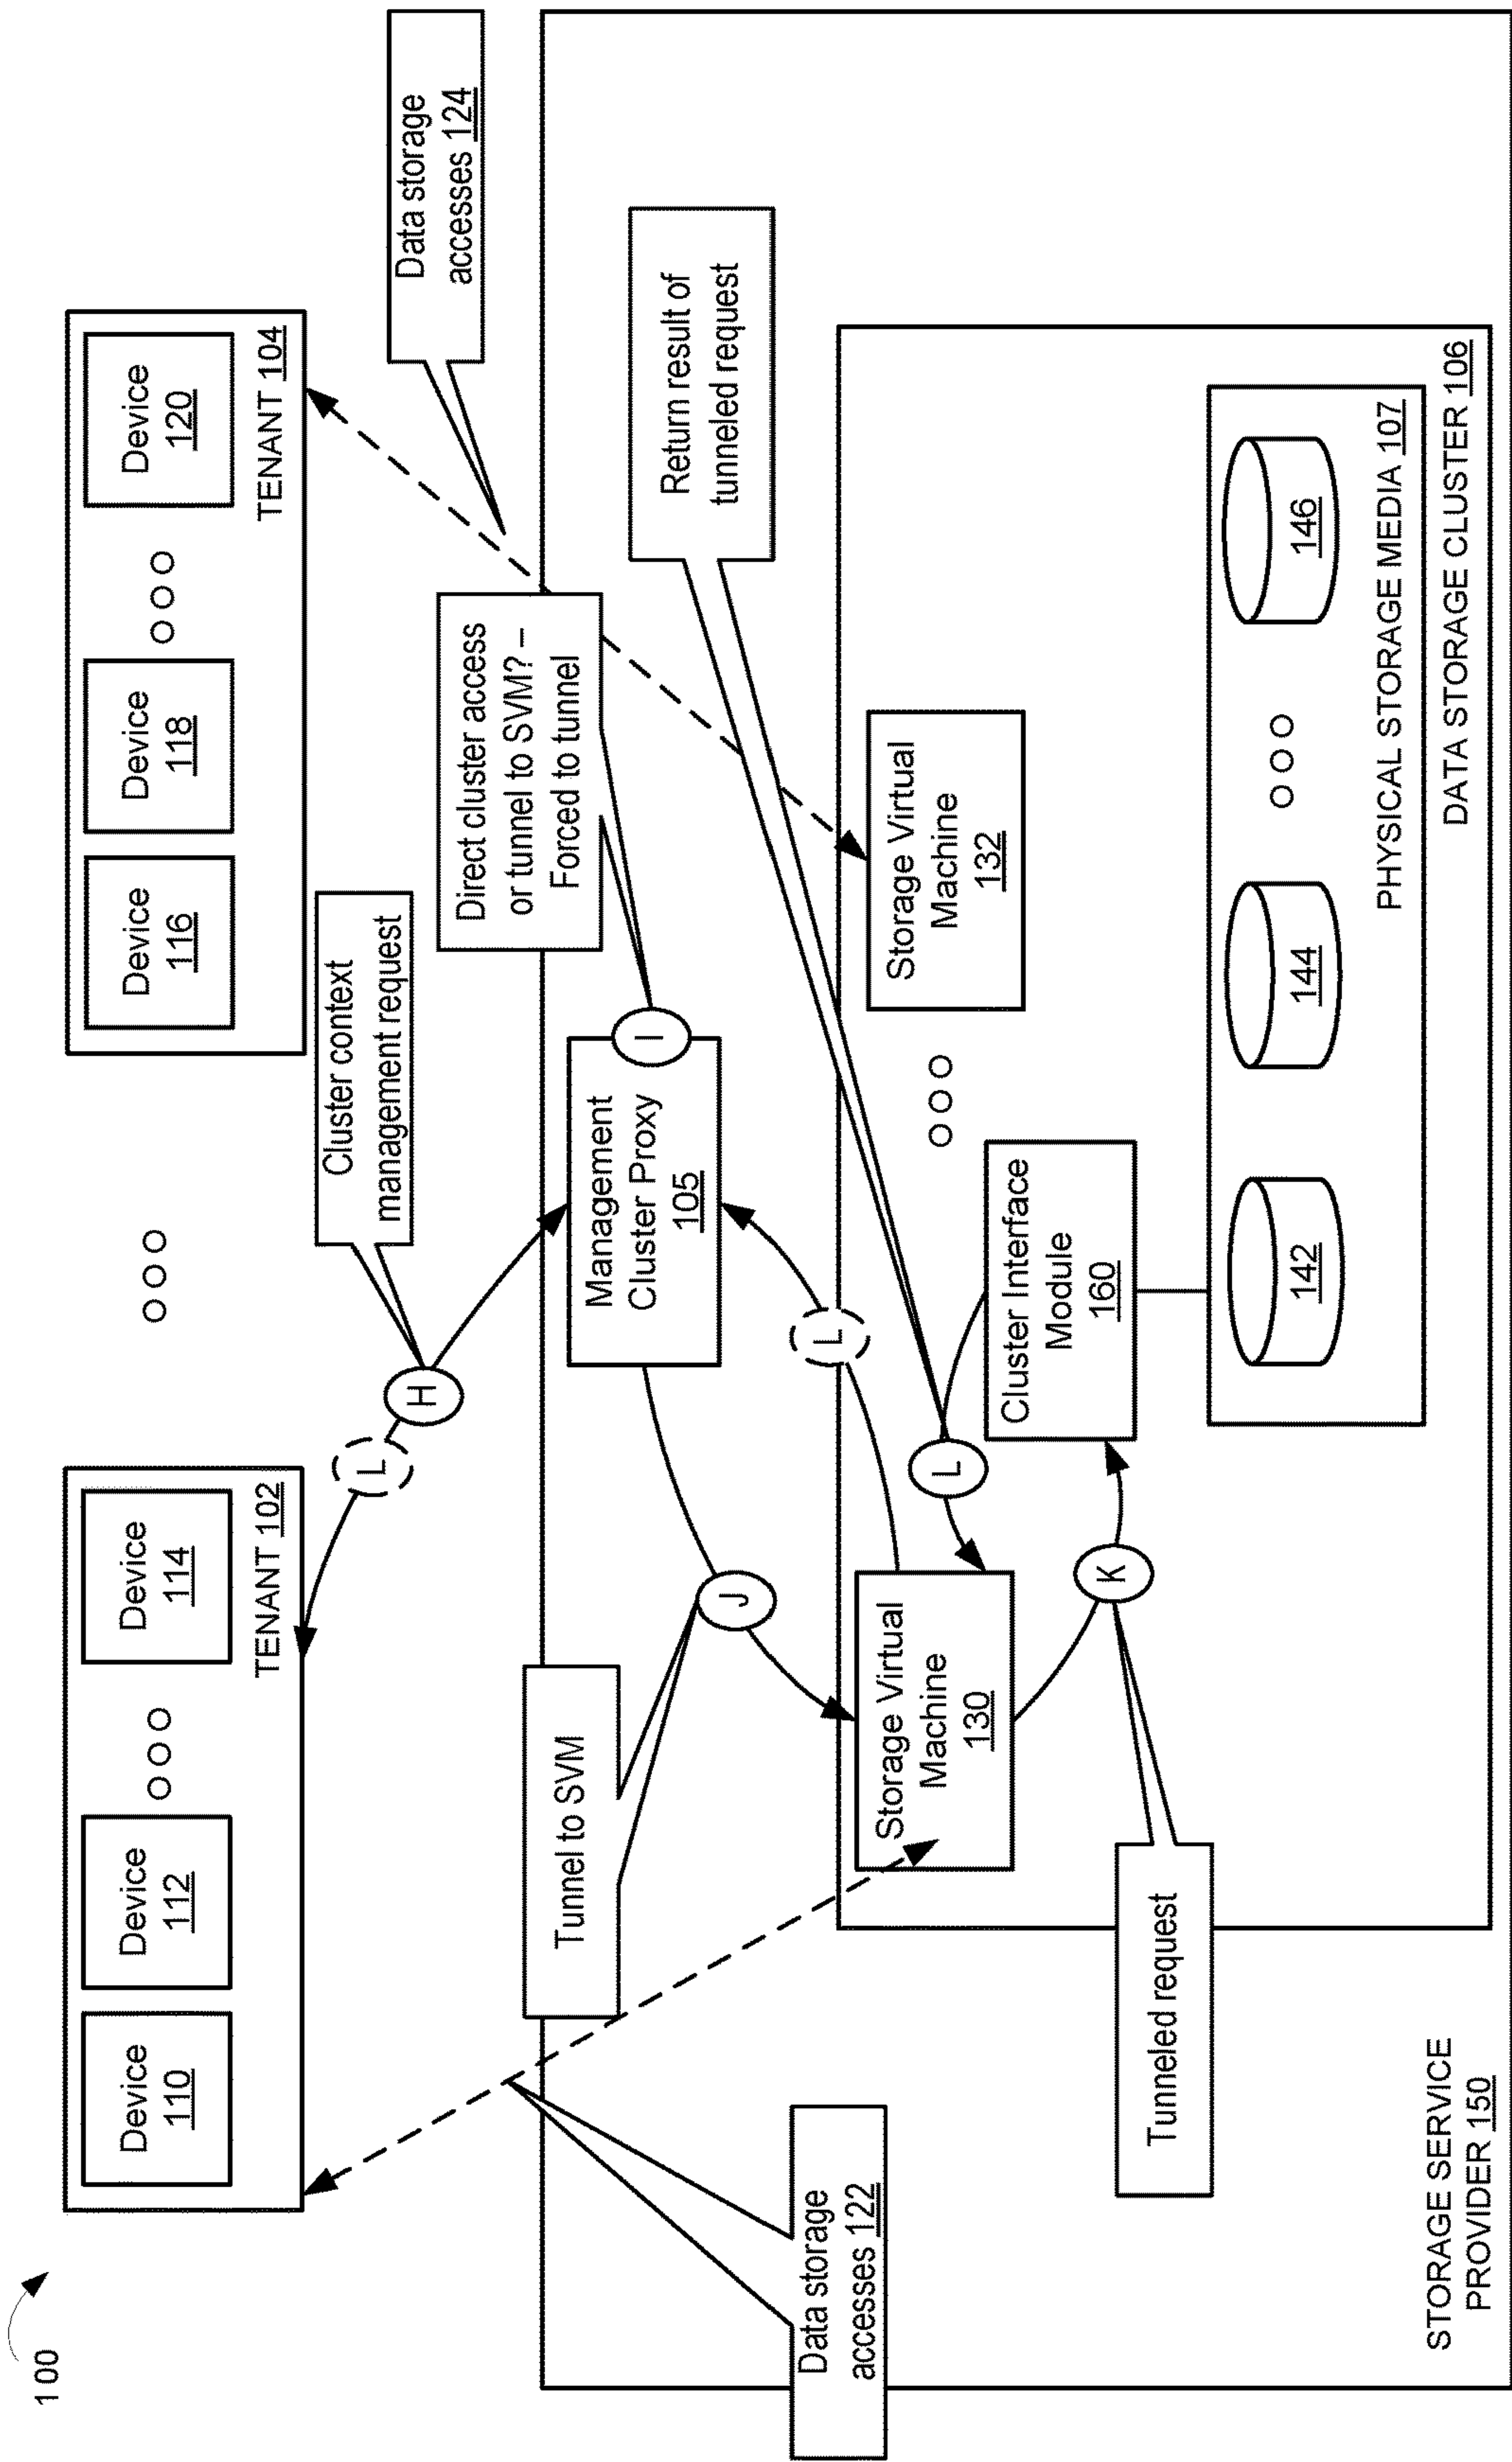 100
Device
110
Device
112
Device
114
TENANT 102
Device
116
Device
118
Device
120
TENANT 104
L
H
Cluster context
management request
Data storage
accesses 124
Data storage
accesses 122
Tunnel to SVM
J
Management
Cluster Proxy
105
I
Direct cluster access
or tunnel to SVM? –
Forced to tunnel
Return result of
tunneled request
L
Storage Virtual
Machine
130
L
K
Tunneled request
Cluster Interface
Module
160
Storage Virtual
Machine
132
142
144
146
PHYSICAL STORAGE MEDIA 107
DATA STORAGE CLUSTER 106
STORAGE SERVICE
PROVIDER 150